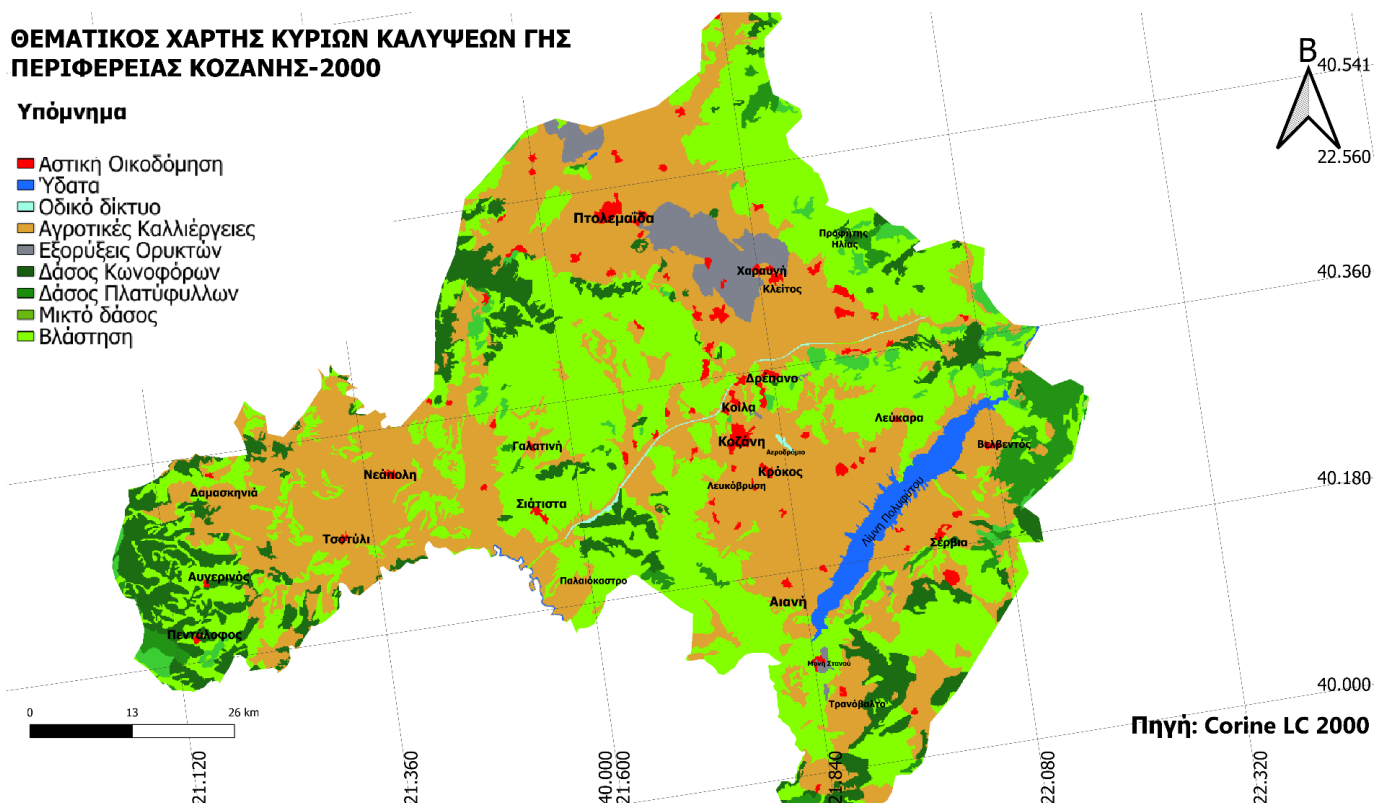 ΘΕΜΑΤΙΚΟΣ ΧΑΡΤΗΣ ΚΥΡΙΩΝ ΚΑΛΥΨΕΩΝ ΓΗΣ
ΠΕΡΙΦΕΡΕΙΑΣ ΚΟΖΑΝΗΣ-2000
Υπόμνημα
Αστική Οικοδόμηση
Ύδατα
Οδικό δίκτυο
Αγροτικές Καλλιέργειες
Εξορύξεις Ορυκτών
Δάσος Κωνοφόρων
Δάσος Πλατύφυλλων
Μικτό δάσος
Βλάστηση
Β
40.541
22.560
40.360
40.180
40.000
Πτολεμαΐδα
Προφήτης
Ηλίας
Χαραυγή
Κλείτος
Δρέπανο
Κοίλα
Λεύκαρα
Κοζάνη
Αεροδρόμιο
Βελβεντός
Γαλατινή
Κρόκος
Λευκόβρυση
Νεάπολη
Δαμασκηνιά
Σιάτιστα
Λίμνη Πολυφύτου
Τσοτύλι
Σέρβια
Αυγερινός
Παλαιόκαστρο
Αιανή
Πεντάλοφος
Μονή Στανού
Τρανόβαλτο
0 13 26 km
Πηγή: Corine LC 2000
21.120
21.360
40.000
21.600
21.840
22.080
22.320